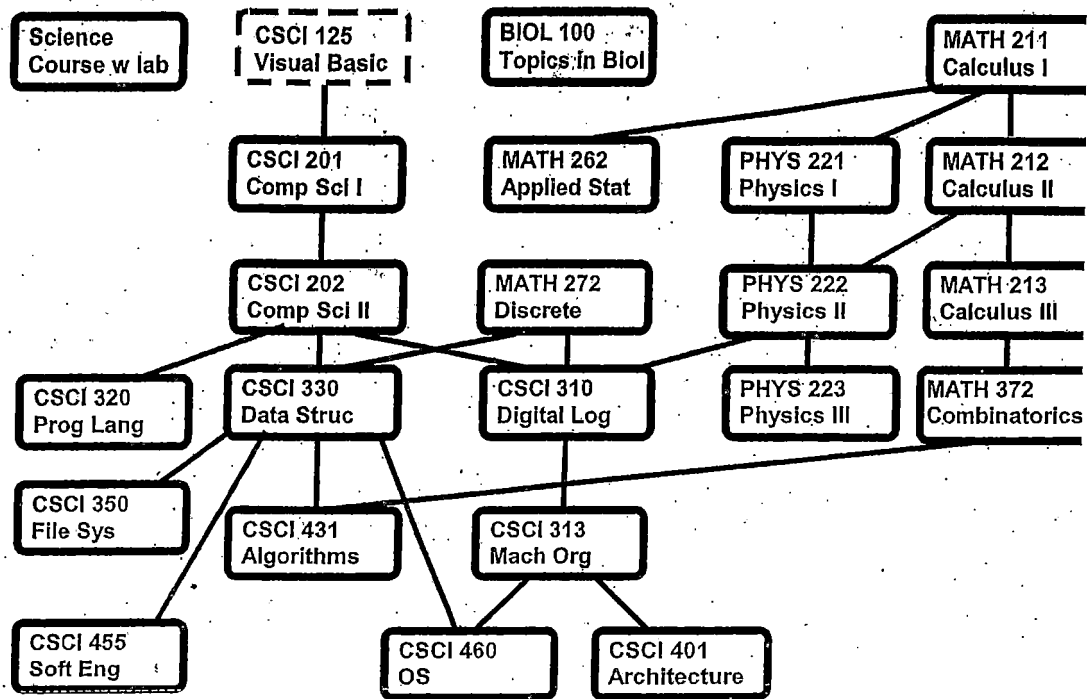 Science
Course w lab
CSCI 125
Visual Basic
BIOL 100
Topics in Biol
MATH 211
Calculus I
CSCI 201
Comp Sci I
MATH 262
Applied Stat
PHYS 221
Physics I
MATH 212
Calculus II
CSCI 202
Comp Sci II
MATH 272
Discrete
PHYS 222
Physics II
MATH 213
Calculus III
CSCI 320
Prog Lang
CSCI 330
Data Struc
CSCI 310
Digital Log
PHYS 223
Physics III
MATH 372
Combinatorics
CSCI 350
File Sys
CSCI 431
Algorithms
CSCI 313
Mach Org
CSCI 455
Soft Eng
CSCI 460
OS
CSCI 401
Architecture